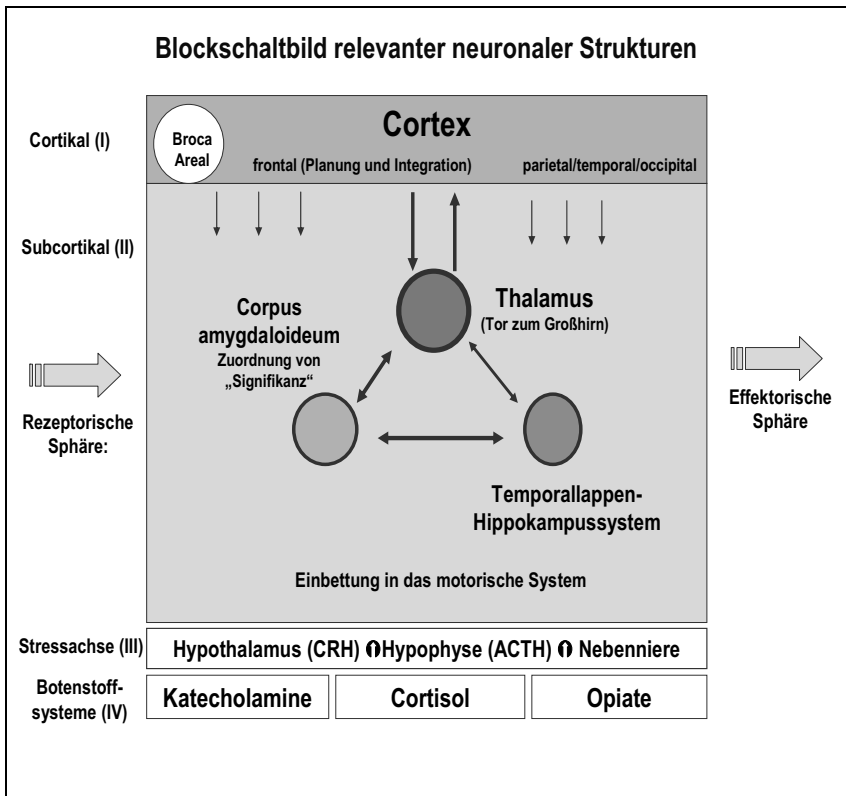 Blockschaltbild relevanter neuronaler Strukturen
Cortikal (I)
Broca
Areal
Cortex
frontal (Planung und Integration)
parietal/temporal/occipital
Subcortikal (II)
Corpus
amygdaloideum
Zuordnung von
„Signifikanz“
Thalamus
(Tor zum Großhirn)
Rezeptorische
Sphäre:
Effektorische
Sphäre
Temporallappen-
Hippokampussystem
Einbettung in das motorische System
Stressachse (III)
Hypothalamus (CRH) ⬆Hypophyse (ACTH) ⬆ Nebenniere
Botenstoff-
systeme (IV)
Katecholamine
Cortisol
Opiate